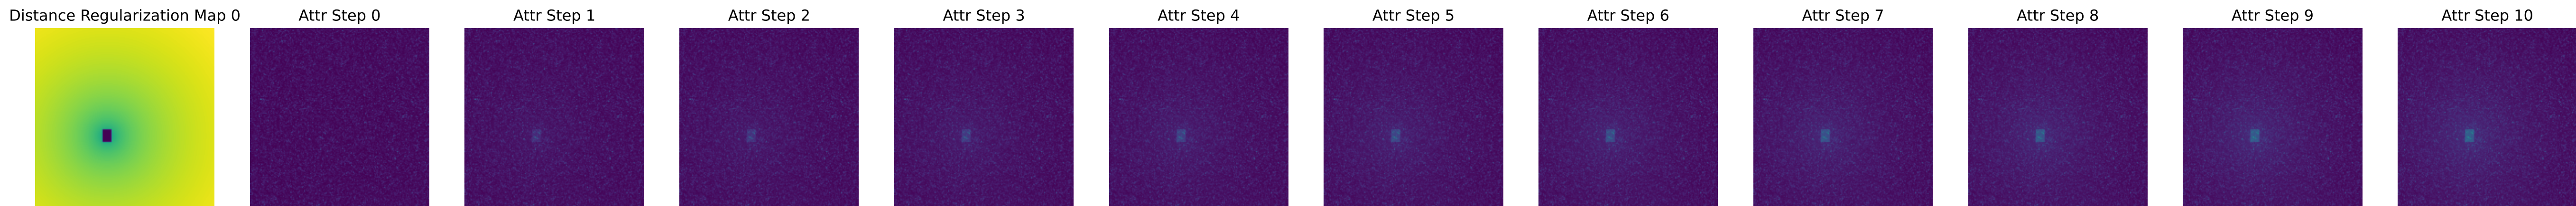 Distance Regularization Map 0
Attr Step 0
Attr Step 1
Attr Step 2
Attr Step 3
Attr Step 4
Attr Step 5
Attr Step 6
Attr Step 7
Attr Step 8
Attr Step 9
Attr Step 10